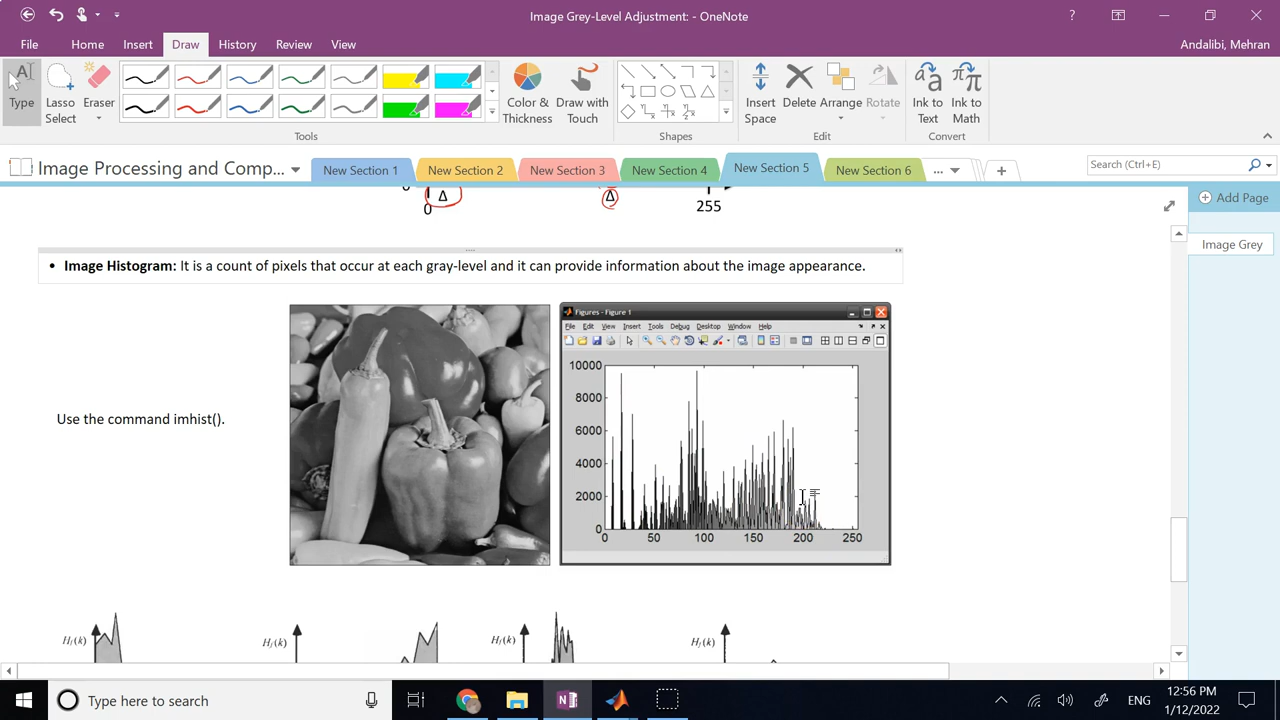 Image Grey-Level Adjustment: - OneNote
Andalibi, Mehran
File Home Insert Draw History Review View
Type
Lasso Select
Eraser
Color & Thickness
Draw with Touch
Insert Space
Delete
Arrange
Rotate
Ink to Text
Ink to Math
Tools
Shapes
Edit
Convert
Image Processing and Comp...
New Section 1
New Section 2
New Section 3
New Section 4
New Section 5
New Section 6
...
Search (Ctrl+E)
Add Page
Image Grey
0 Δ Δ
0 255
• Image Histogram: It is a count of pixels that occur at each gray-level and it can provide information about the image appearance.
Figures - Figure 1
File Edit View Insert Tools Debug Desktop Window Help
10000
8000
6000
4000
2000
0
0 50 100 150 200 250
Use the command imhist().
Hf(k) Hf(k) Hf(k) Hf(k)
Type here to search
ENG
12:56 PM
1/12/2022